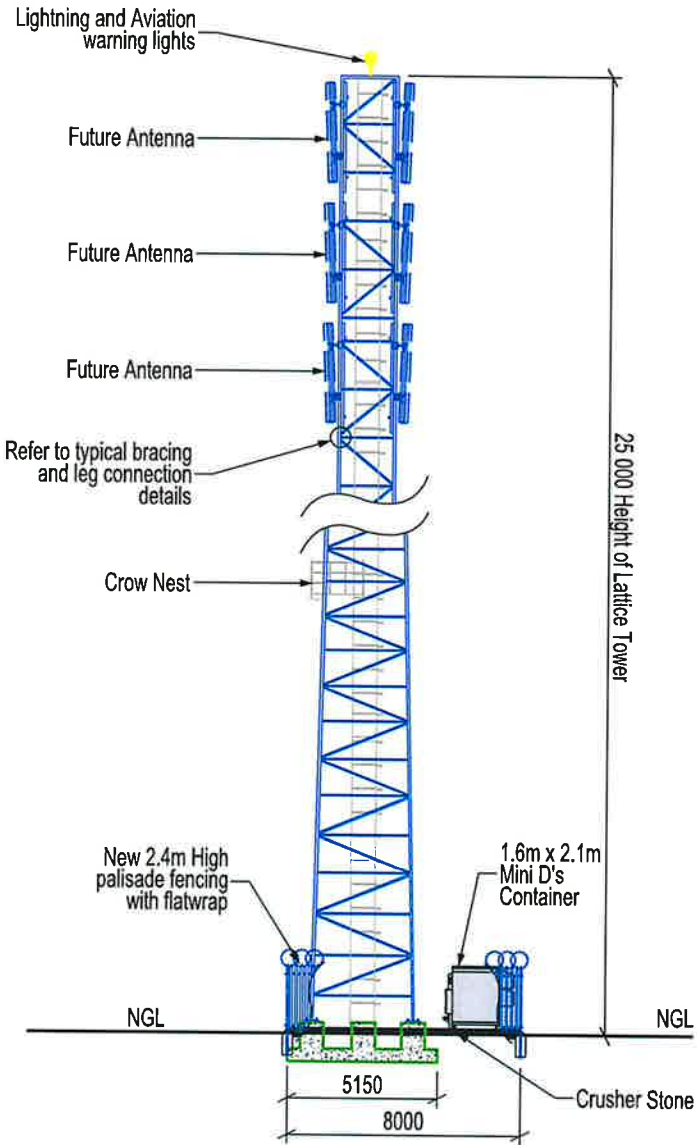 Lightning and Aviation
warning lights
Future Antenna
Future Antenna
Future Antenna
Refer to typical bracing
and leg connection
details
25 000 Height of Lattice Tower
Crow Nest
New 2.4m High
palisade fencing
with flatwrap
1.6m x 2.1m
Mini D's
Container
NGL
NGL
5150
Crusher Stone
8000